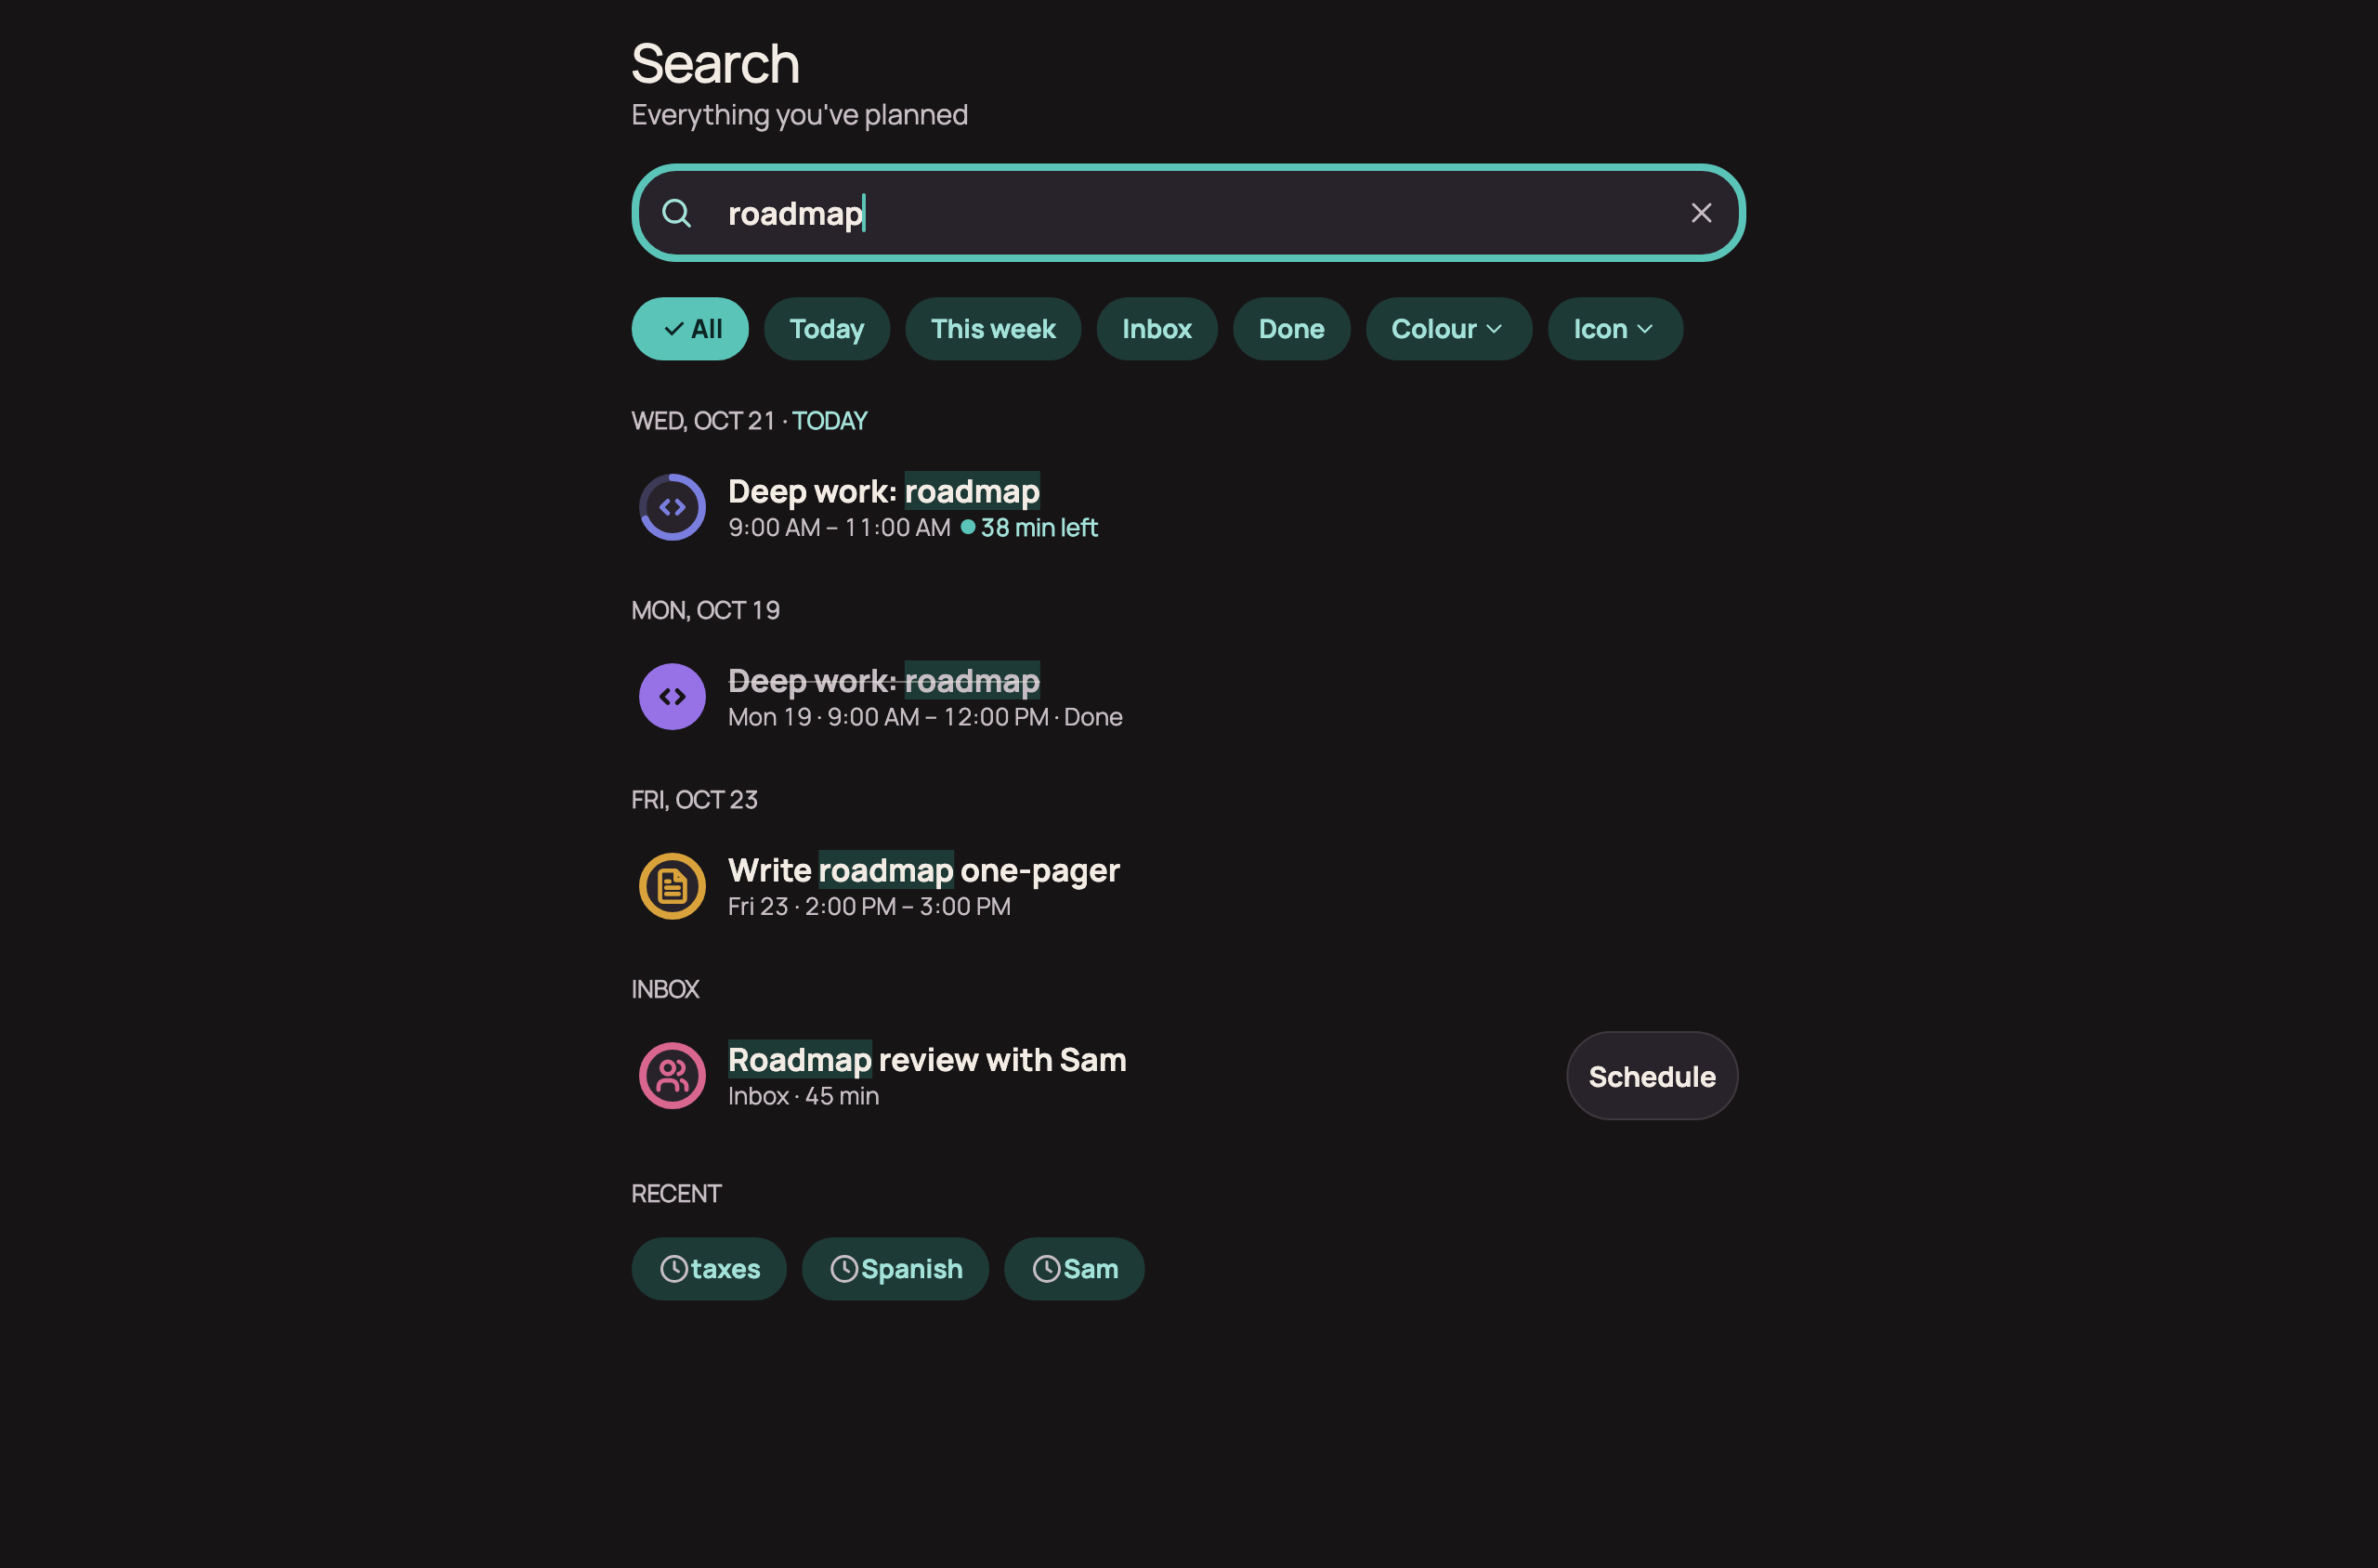 Search
Everything you've planned
roadmap
All Today This week Inbox Done Colour Icon
WED, OCT 21 · TODAY
Deep work: roadmap
9:00 AM – 11:00 AM 38 min left
MON, OCT 19
Deep work: roadmap
Mon 19 · 9:00 AM – 12:00 PM · Done
FRI, OCT 23
Write roadmap one-pager
Fri 23 · 2:00 PM – 3:00 PM
INBOX
Roadmap review with Sam
Inbox · 45 min
Schedule
RECENT
taxes Spanish Sam